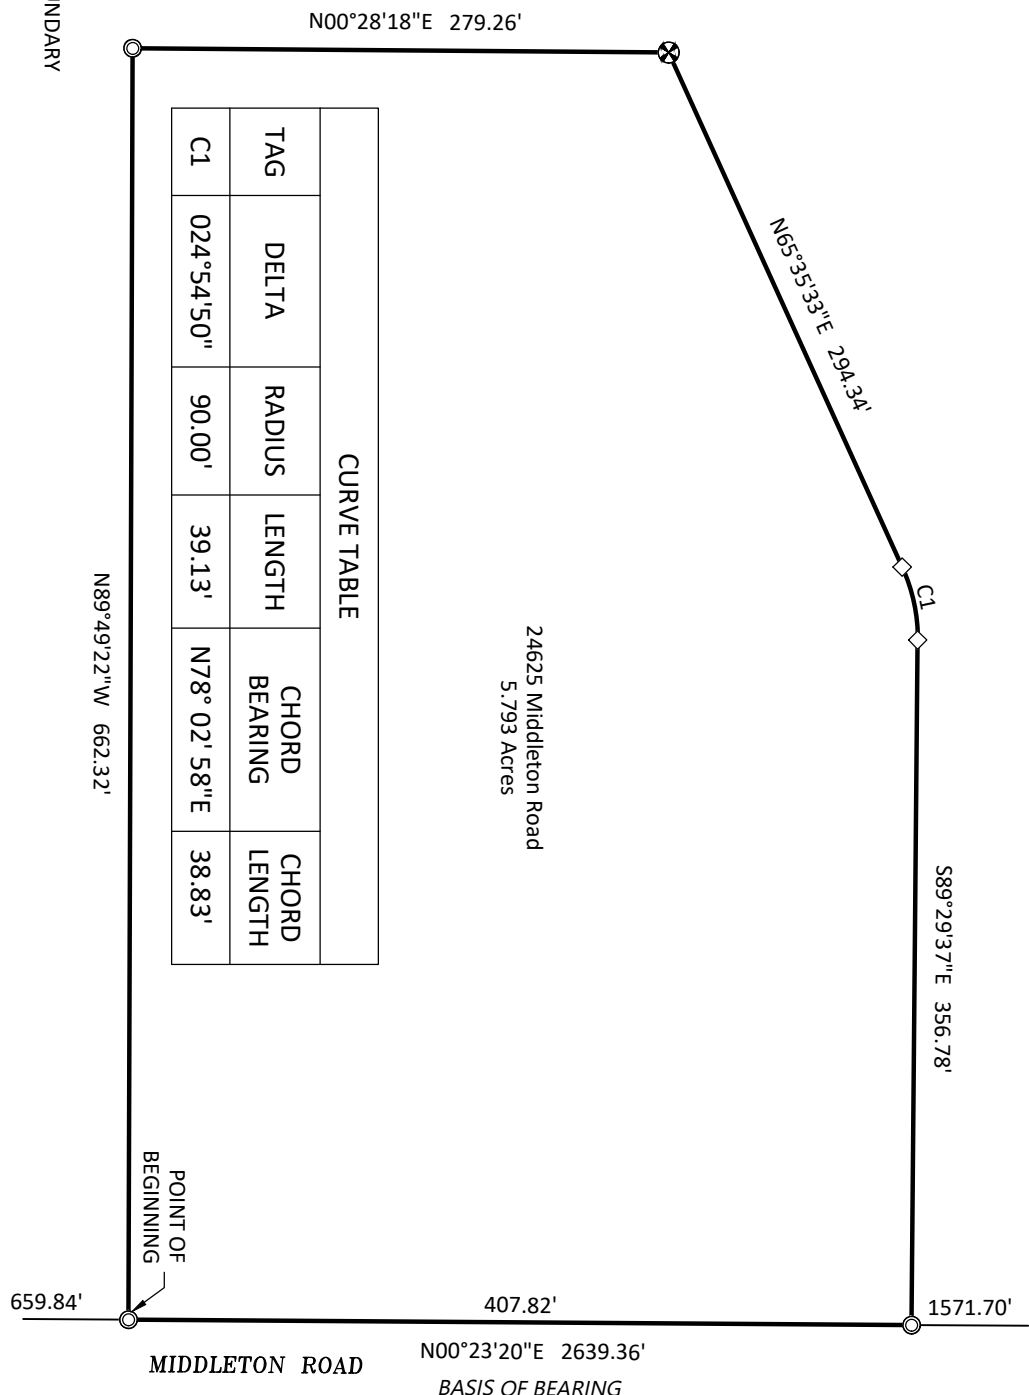 N00°28'18"E 279.26'
NDARY
N65°35'33"E 294.34'
CURVE TABLE
TAG DELTA RADIUS LENGTH CHORD BEARING CHORD LENGTH
C1 024°54'50" 90.00' 39.13' N78° 02' 58"E 38.83'
C1
24625 Middleton Road
5.793 Acres
N89°49'22"W 662.32'
S89°29'37"E 356.78'
POINT OF
BEGINNING
659.84'
407.82'
1571.70'
MIDDLETON ROAD
N00°23'20"E 2639.36'
BASIS OF BEARING